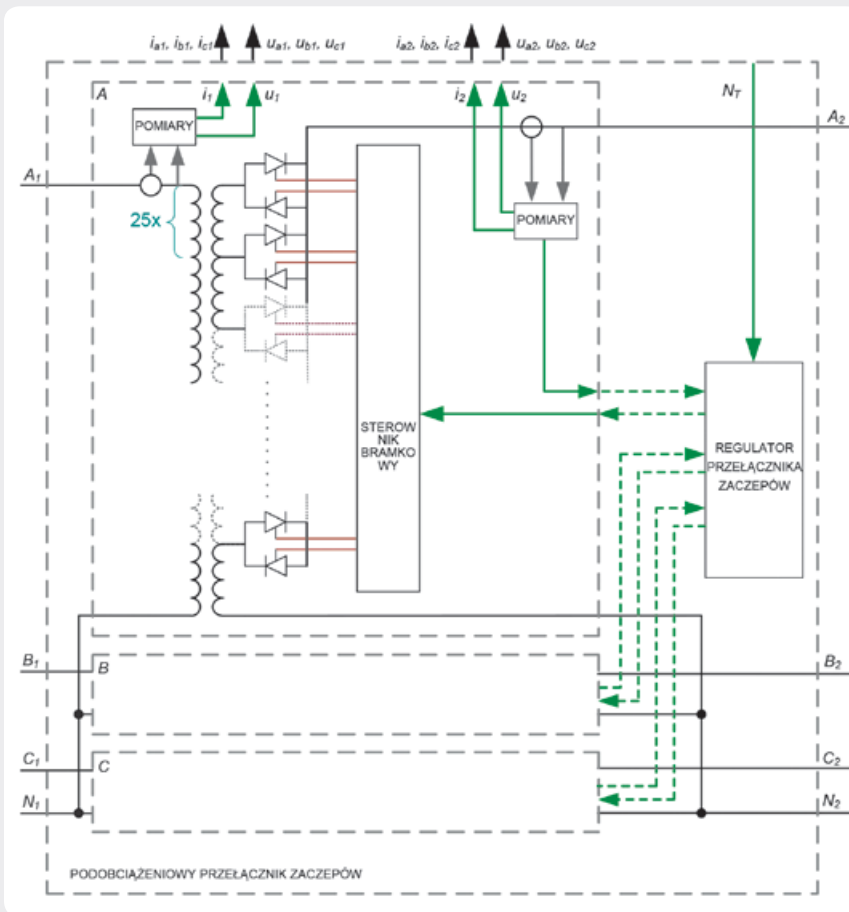 ia1, ib1, ic1
ua1, ub1, uc1
ia2, ib2, ic2
ua2, ub2, uc2
A
i1
u1
i2
u2
NT
POMIARY
A2
A1
25x
POMIARY
STEROW
NIK
BRAMKO
WY
REGULATOR
PRZEŁĄCZNIKA
ZACZEPÓW
B1
B
B2
C1
C
C2
N1
N2
PODOBCIĄŻENIOWY PRZEŁĄCZNIK ZACZEPÓW